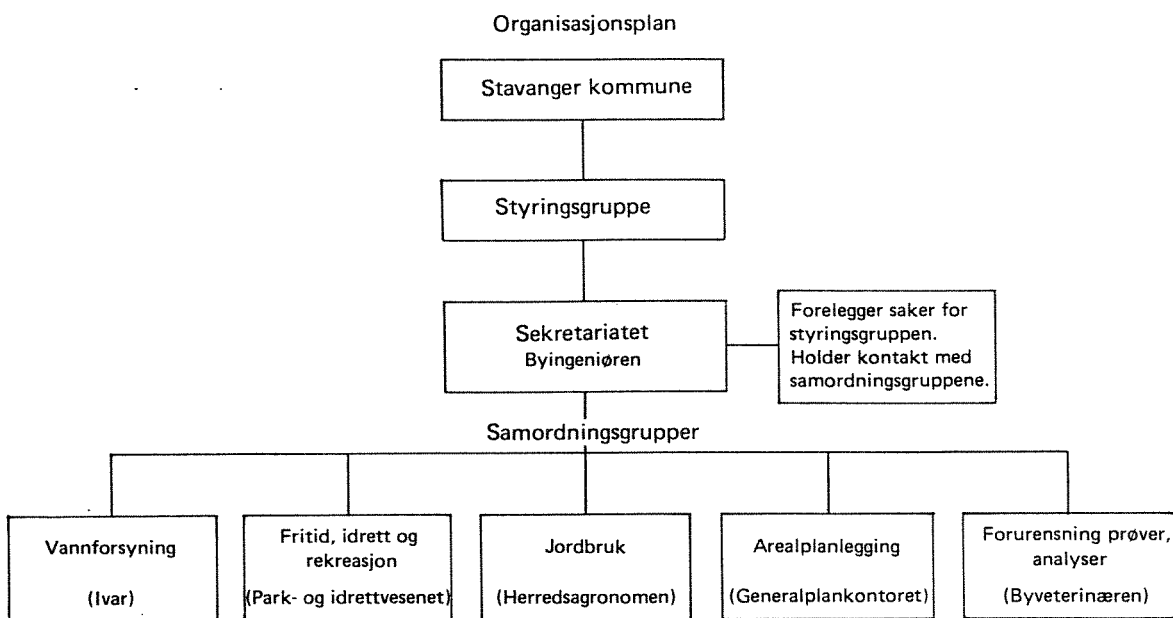 Organisasjonsplan
Stavanger kommune
Styringsgruppe
Sekretariatet
Byingeniøren
Forelegger saker for
styringsgruppen.
Holder kontakt med
samordningsgruppene.
Samordningsgrupper
Vannforsyning
(Ivar)
Fritid, idrett og
rekreasjon
(Park- og idrettvesenet)
Jordbruk
(Herredsagronomen)
Arealplanlegging
(Generalplankontoret)
Forurensning prøver,
analyser
(Byveterinæren)